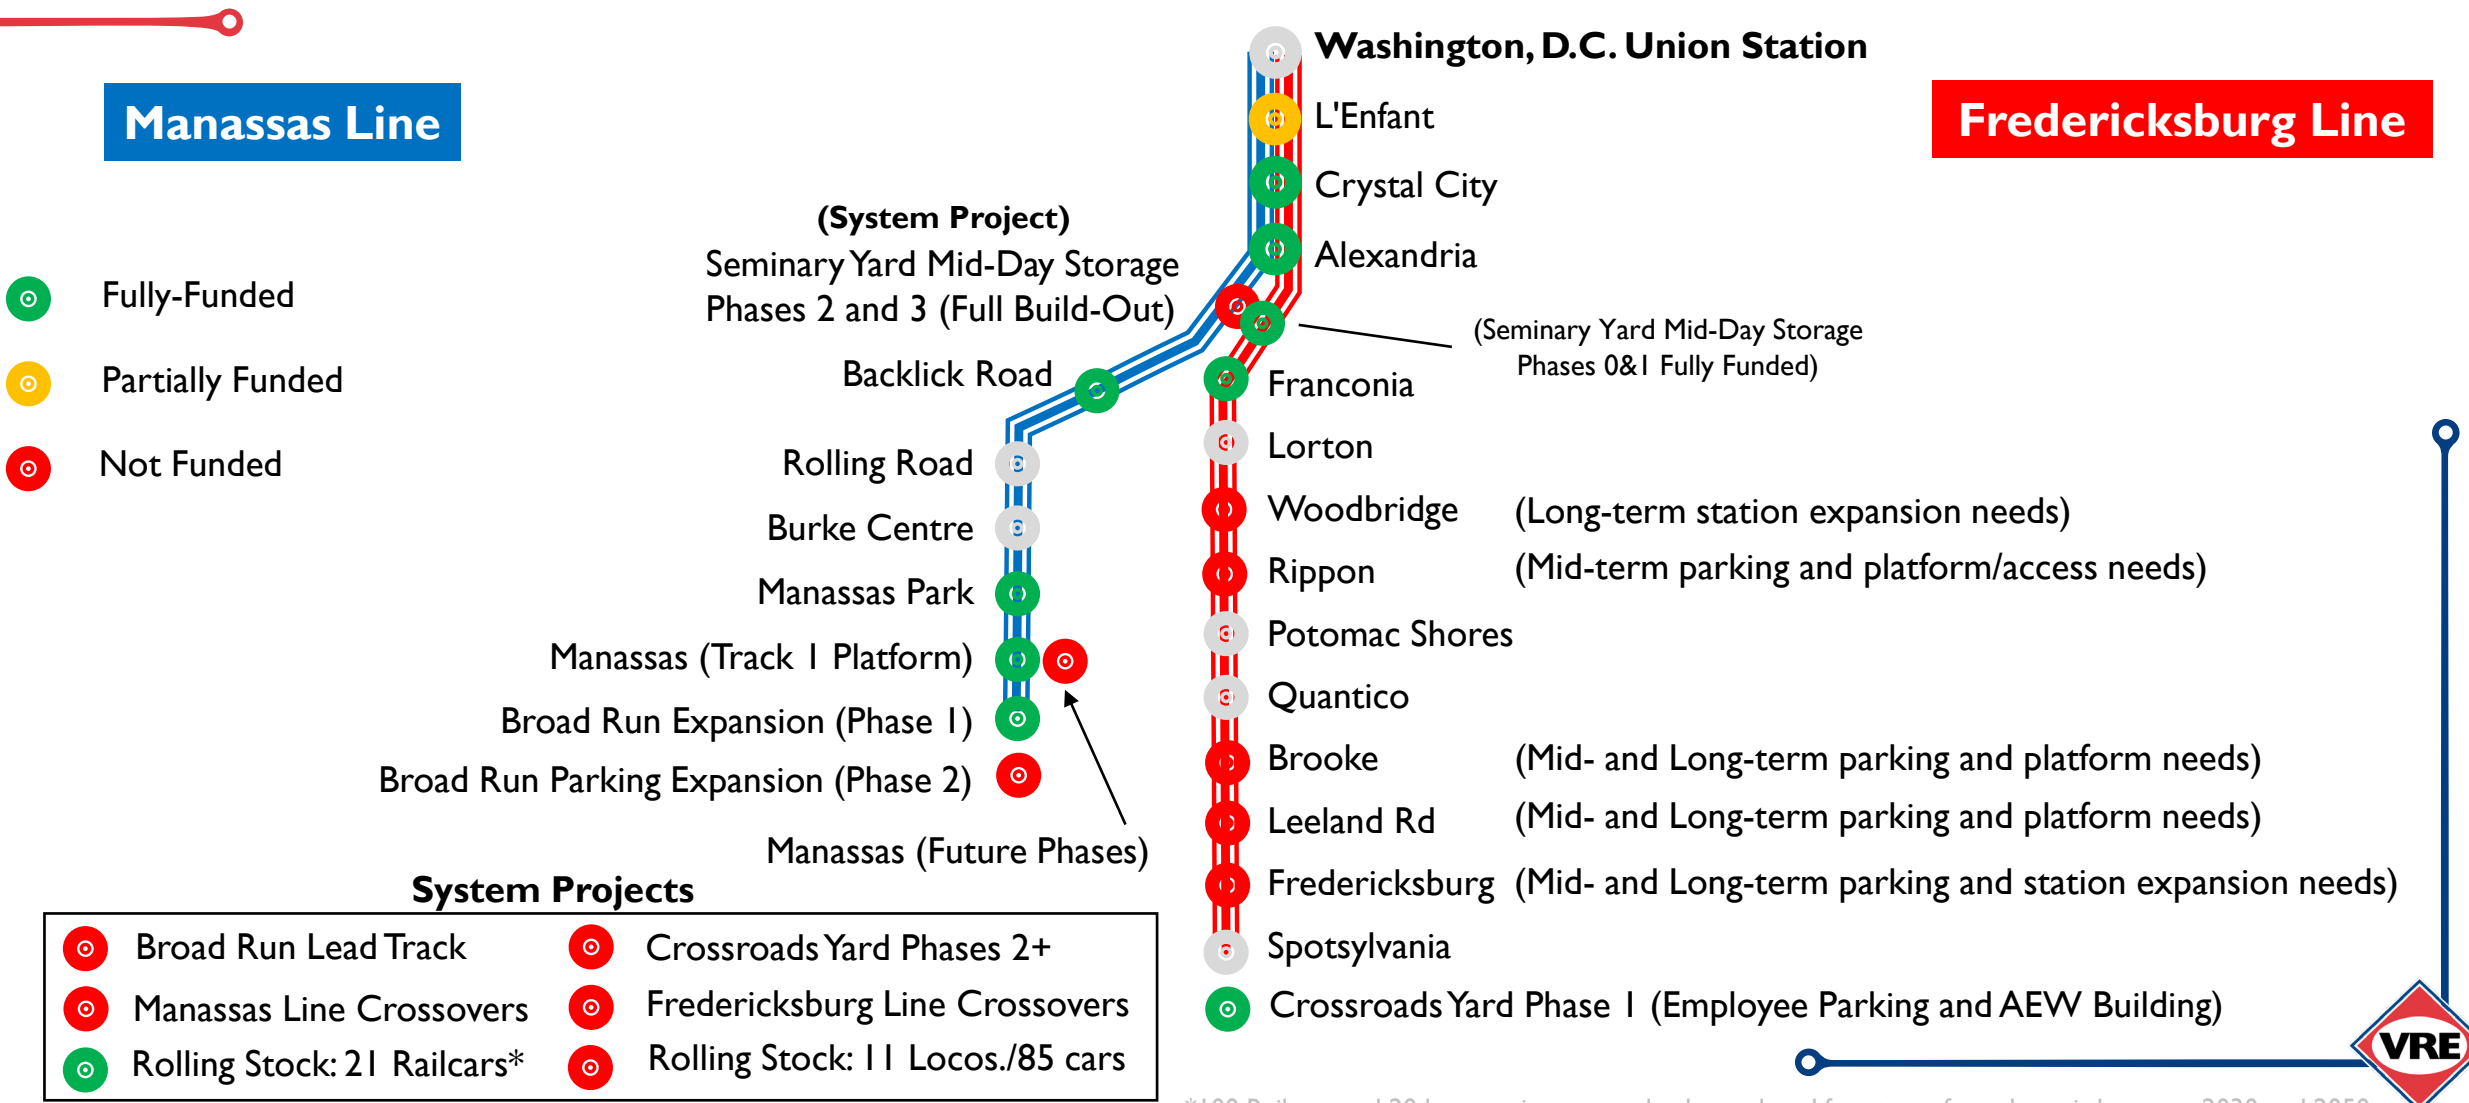 Washington, D.C. Union Station
Manassas Line
Fredericksburg Line
L'Enfant
Crystal City
Alexandria
(System Project)
Seminary Yard Mid-Day Storage
Phases 2 and 3 (Full Build-Out)
(Seminary Yard Mid-Day Storage
Phases 0&1 Fully Funded)
Fully-Funded
Partially Funded
Not Funded
Backlick Road
Rolling Road
Burke Centre
Manassas Park
Manassas (Track 1 Platform)
Broad Run Expansion (Phase 1)
Broad Run Parking Expansion (Phase 2)
Manassas (Future Phases)
Franconia
Lorton
Woodbridge (Long-term station expansion needs)
Rippon (Mid-term parking and platform/access needs)
Potomac Shores
Quantico
Brooke (Mid- and Long-term parking and platform needs)
Leeland Rd (Mid- and Long-term parking and platform needs)
Fredericksburg (Mid- and Long-term parking and station expansion needs)
Spotsylvania
Crossroads Yard Phase 1 (Employee Parking and AEW Building)
System Projects
Broad Run Lead Track
Manassas Line Crossovers
Rolling Stock: 21 Railcars*
Crossroads Yard Phases 2+
Fredericksburg Line Crossovers
Rolling Stock: 11 Locos./85 cars
VRE